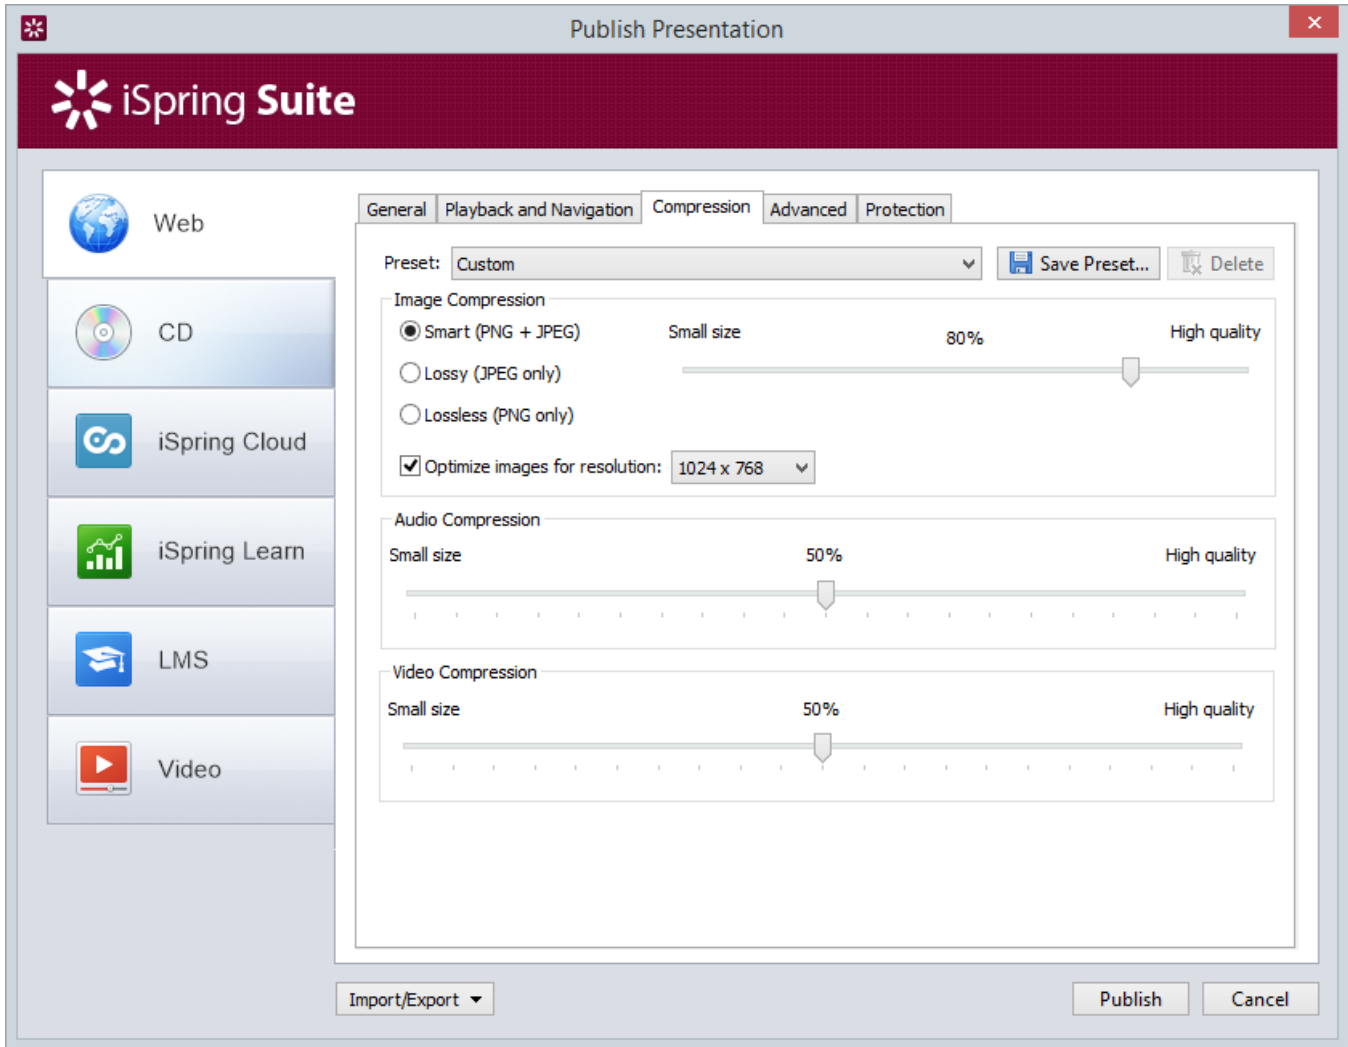 Publish Presentation
iSpring Suite
Web
CD
iSpring Cloud
iSpring Learn
LMS
Video
General Playback and Navigation Compression Advanced Protection
Preset: Custom Save Preset... Delete
Image Compression
Smart (PNG + JPEG) Small size 80% High quality
Lossy (JPEG only)
Lossless (PNG only)
Optimize images for resolution: 1024 x 768
Audio Compression
Small size 50% High quality
Video Compression
Small size 50% High quality
Import/Export Publish Cancel